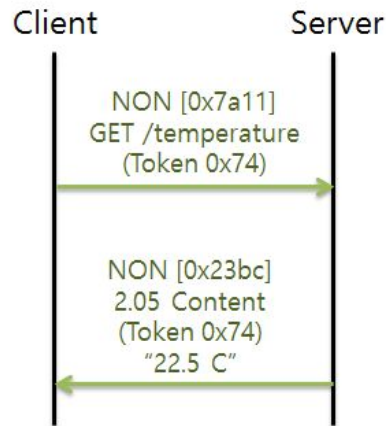 Client
Server
NON [0x7a11]
GET /temperature
(Token 0x74)
NON [0x23bc]
2.05 Content
(Token 0x74)
“22.5 C”